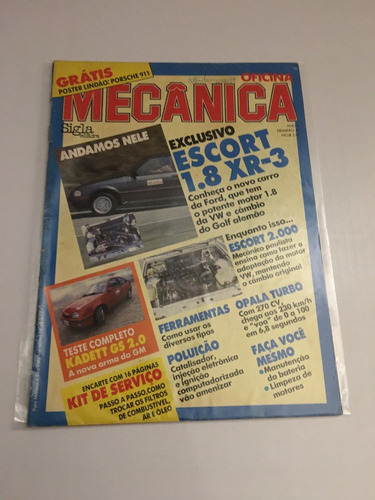 GRÁTIS
POSTER LINDÃO: PORSCHE 911
OFICINA
MECÂNICA
Sigla
ANDAMOS NELE
EXCLUSIVO
ESCORT
1.8 XR-3
Conheça o novo carro
da Ford, que tem
o potente motor 1.8
da VW e câmbio
do Golf alemão
Enquanto isso...
ESCORT 2.000
Mecânico paulista
ensina como fazer a
adaptação do motor
VW, mantendo
o câmbio original
TESTE COMPLETO
KADETT GS 2.0
A nova arma da GM
FERRAMENTAS
Como usar os
diversos tipos
POLUIÇÃO
Catalisador,
injeção eletrônica
e ignição
computadorizada
vão amenizar
OPALA TURBO
Com 270 CV,
chega aos 230 km/h
e "voa" de 0 a 100
em 6,8 segundos
FAÇA VOCÊ
MESMO
• Manutenção
da bateria
• Limpeza de
motores
ENCARTE COM 16 PÁGINAS
KIT DE SERVIÇO
PASSO A PASSO: COMO
TROCAR OS FILTROS
DE COMBUSTÍVEL,
AR E ÓLEO